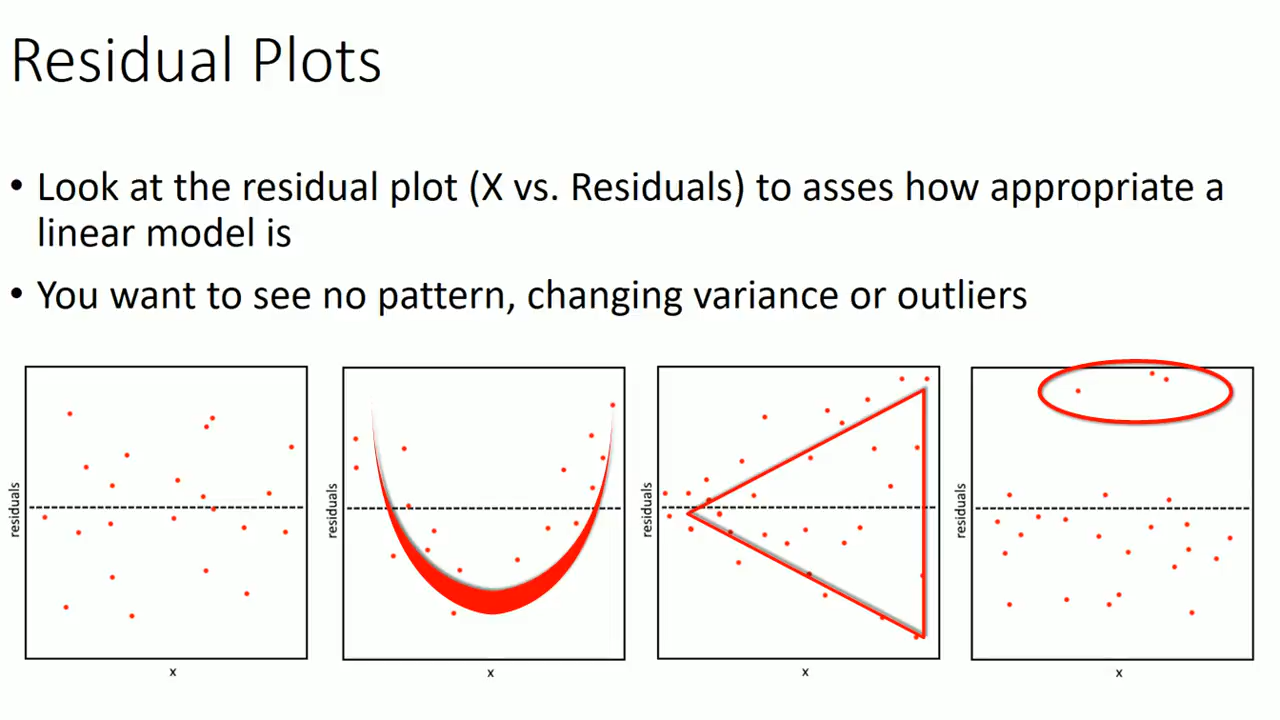 Residual Plots
• Look at the residual plot (X vs. Residuals) to asses how appropriate a
linear model is
• You want to see no pattern, changing variance or outliers
residuals
x
residuals
x
residuals
x
residuals
x